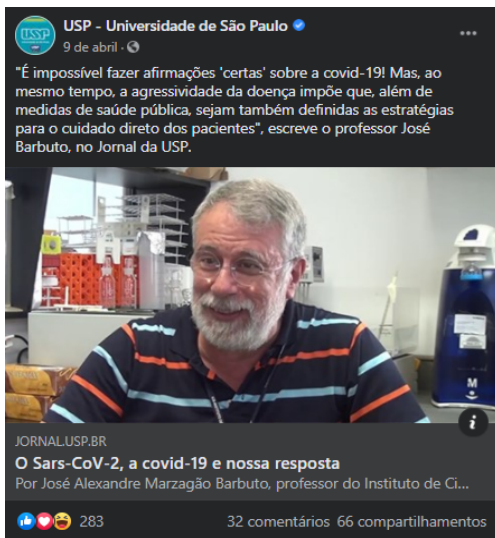 USP
USP - Universidade de São Paulo
9 de abril ·
"É impossível fazer afirmações 'certas' sobre a covid-19! Mas, ao
mesmo tempo, a agressividade da doença impõe que, além de
medidas de saúde pública, sejam também definidas as estratégias
para o cuidado direto dos pacientes", escreve o professor José
Barbuto, no Jornal da USP.
M
i
JORNAL.USP.BR
O Sars-CoV-2, a covid-19 e nossa resposta
Por José Alexandre Marzagão Barbuto, professor do Instituto de Ci...
283
32 comentários 66 compartilhamentos